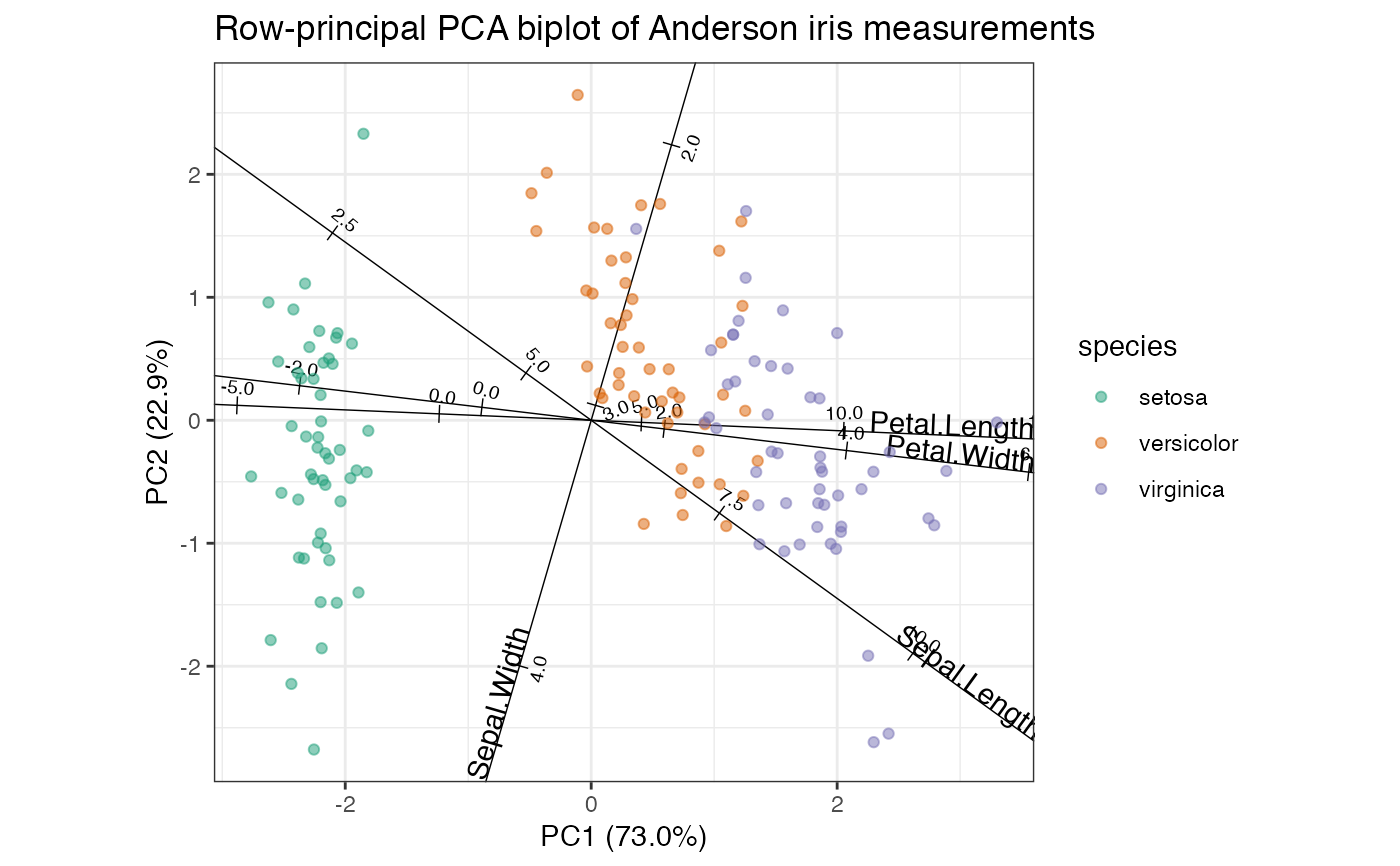 Row-principal PCA biplot of Anderson iris measurements
2.0
2
2.5
1
5.0
-2.0
-5.0
0.0
0.0
3.0
5.0
2.0
10.0
4.0
Petal.Length
Petal.Width
0
7.5
-1
10.0
Sepal.Length
-2
4.0
Sepal.Width
-2
0
2
PC1 (73.0%)
PC2 (22.9%)
species
setosa
versicolor
virginica